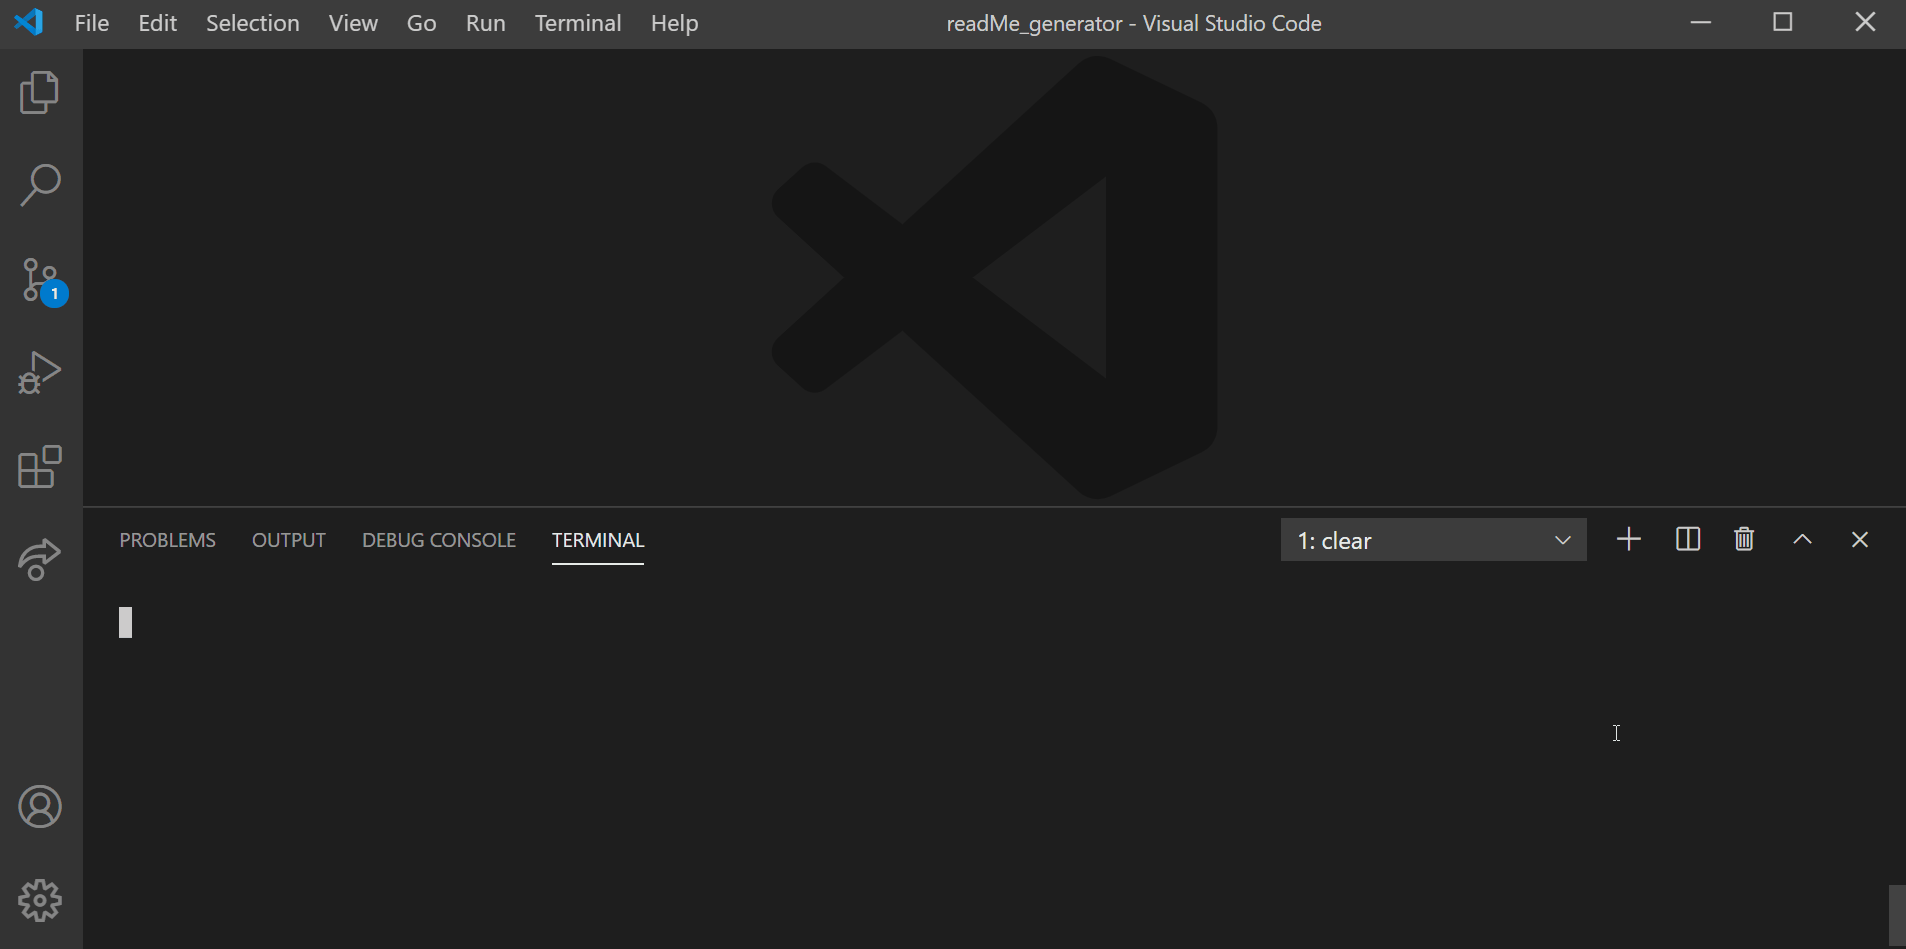 File Edit Selection View Go Run Terminal Help readMe_generator - Visual Studio Code
1
PROBLEMS OUTPUT DEBUG CONSOLE TERMINAL 1: clear